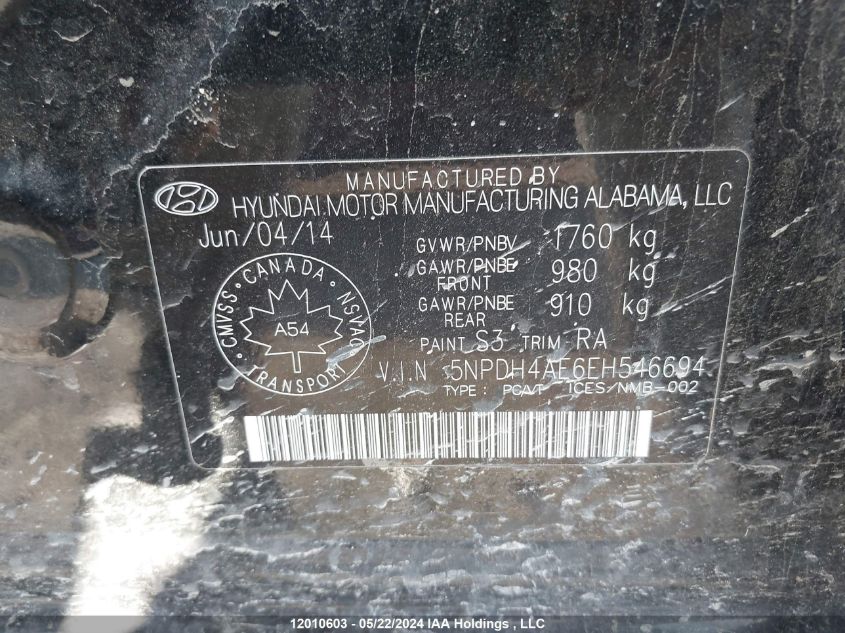 MANUFACTURED BY
HYUNDAI MOTOR MANUFACTURING ALABAMA, LLC
Jun/04/14
GVWR/PNBV 1760 kg
GAWR/PNBE FRONT 980 kg
GAWR/PNBE REAR 910 kg
PAINT S3 TRIM RA
CANADA
CMVSS NSVAC
A54
TRANSPORT
V.I.N 5NPDH4AE6EH546694
TYPE : PCAVT ICES/NMB-002
12010603 - 05/22/2024 IAA Holdings , LLC